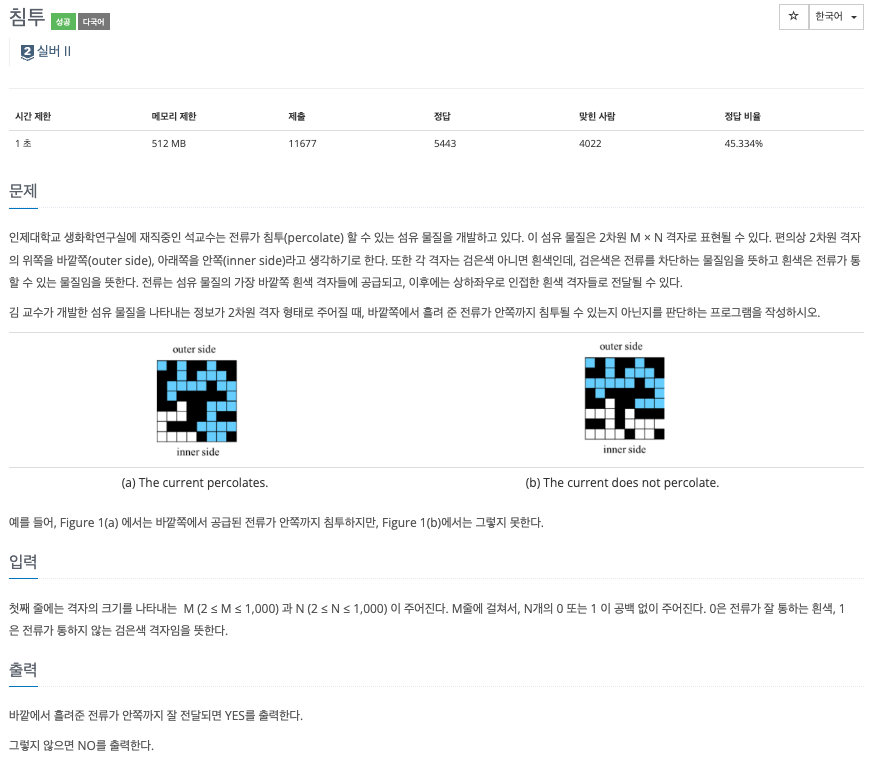 침투 성공 다국어
☆ 한국어
2 실버 II
시간 제한 메모리 제한 제출 정답 맞힌 사람 정답 비율
1 초 512 MB 11677 5443 4022 45.334%
문제
인제대학교 생화학연구실에 재직중인 석교수는 전류가 침투(percolate) 할 수 있는 섬유 물질을 개발하고 있다. 이 섬유 물질은 2차원 M × N 격자로 표현될 수 있다. 편의상 2차원 격자
의 위쪽을 바깥쪽(outer side), 아래쪽을 안쪽(inner side)라고 생각하기로 한다. 또한 각 격자는 검은색 아니면 흰색인데, 검은색은 전류를 차단하는 물질임을 뜻하고 흰색은 전류가 통
할 수 있는 물질임을 뜻한다. 전류는 섬유 물질의 가장 바깥쪽 흰색 격자들에 공급되고, 이후에는 상하좌우로 인접한 흰색 격자들로 전달될 수 있다.
김 교수가 개발한 섬유 물질을 나타내는 정보가 2차원 격자 형태로 주어질 때, 바깥쪽에서 흘려 준 전류가 안쪽까지 침투될 수 있는지 아닌지를 판단하는 프로그램을 작성하시오.
outer side
inner side
(a) The current percolates.
outer side
inner side
(b) The current does not percolate.
예를 들어, Figure 1(a) 에서는 바깥쪽에서 공급된 전류가 안쪽까지 침투하지만, Figure 1(b)에서는 그렇지 못한다.
입력
첫째 줄에는 격자의 크기를 나타내는 M (2 ≤ M ≤ 1,000) 과 N (2 ≤ N ≤ 1,000) 이 주어진다. M줄에 걸쳐서, N개의 0 또는 1 이 공백 없이 주어진다. 0은 전류가 잘 통하는 흰색, 1
은 전류가 통하지 않는 검은색 격자임을 뜻한다.
출력
바깥에서 흘려준 전류가 안쪽까지 잘 전달되면 YES를 출력한다.
그렇지 않으면 NO를 출력한다.